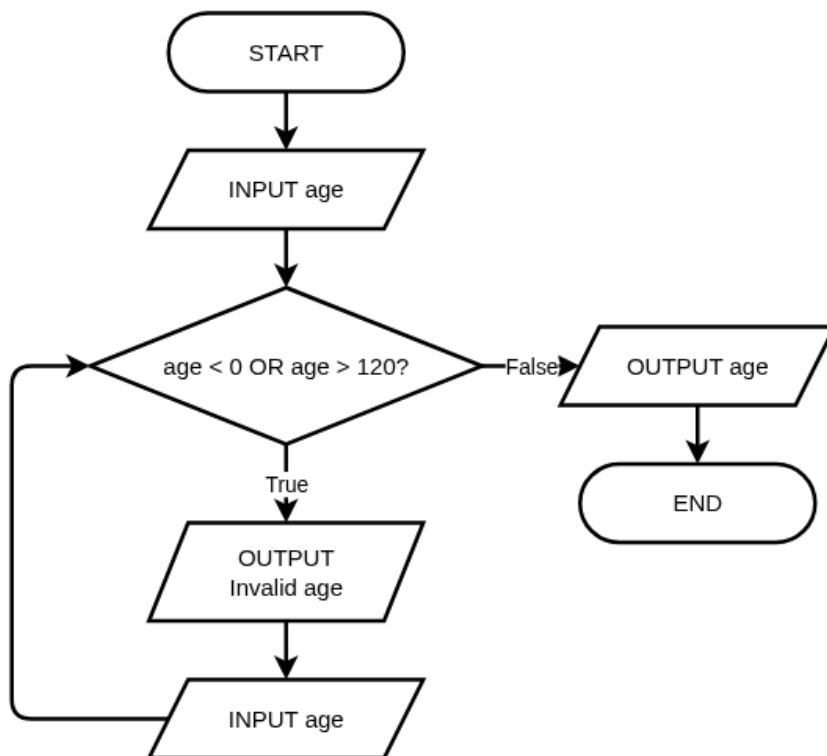 START
INPUT age
age < 0 OR age > 120?
False
OUTPUT age
True
END
OUTPUT
Invalid age
INPUT age